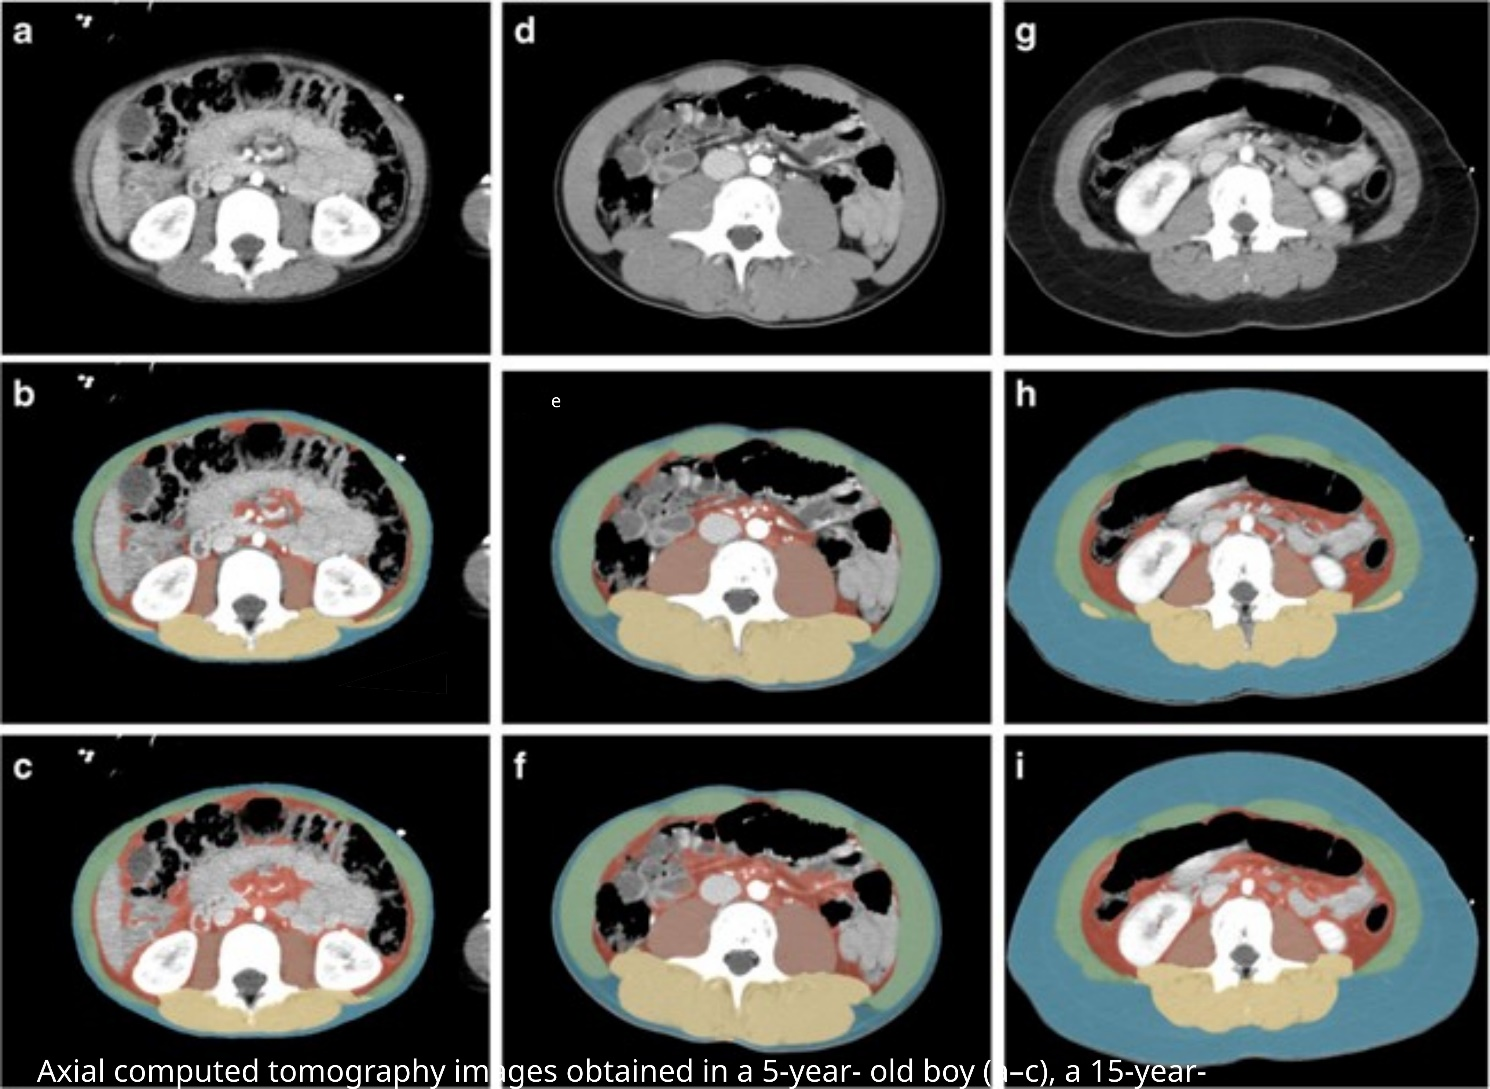 a
d
g
b
e
h
c
f
i
Axial computed tomography images obtained in a 5-year- old boy (a–c), a 15-year-